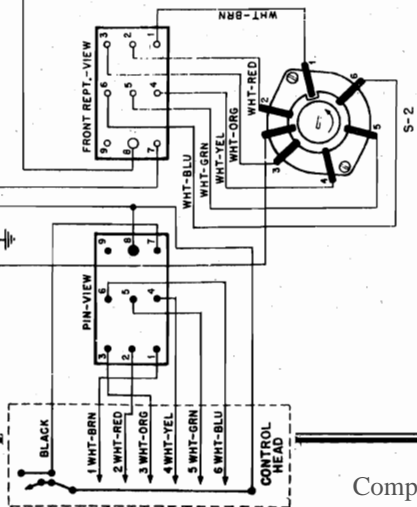 WHT-BRN
FRONT REPT.-VIEW
3 2 1
6 5 4
9 8 7
WHT-RED
WHT-ORG
WHT-YEL
WHT-GRN
WHT-BLU
1
2
3
4
5
6
S-2
PIN-VIEW
9 8 7
6 5 4
3 2 1
BLACK
1 WHT-BRN
2 WHT-RED
3 WHT-ORG
4 WHT-YEL
5 WHT-GRN
6 WHT-BLU
CONTROL
HEAD
Comp